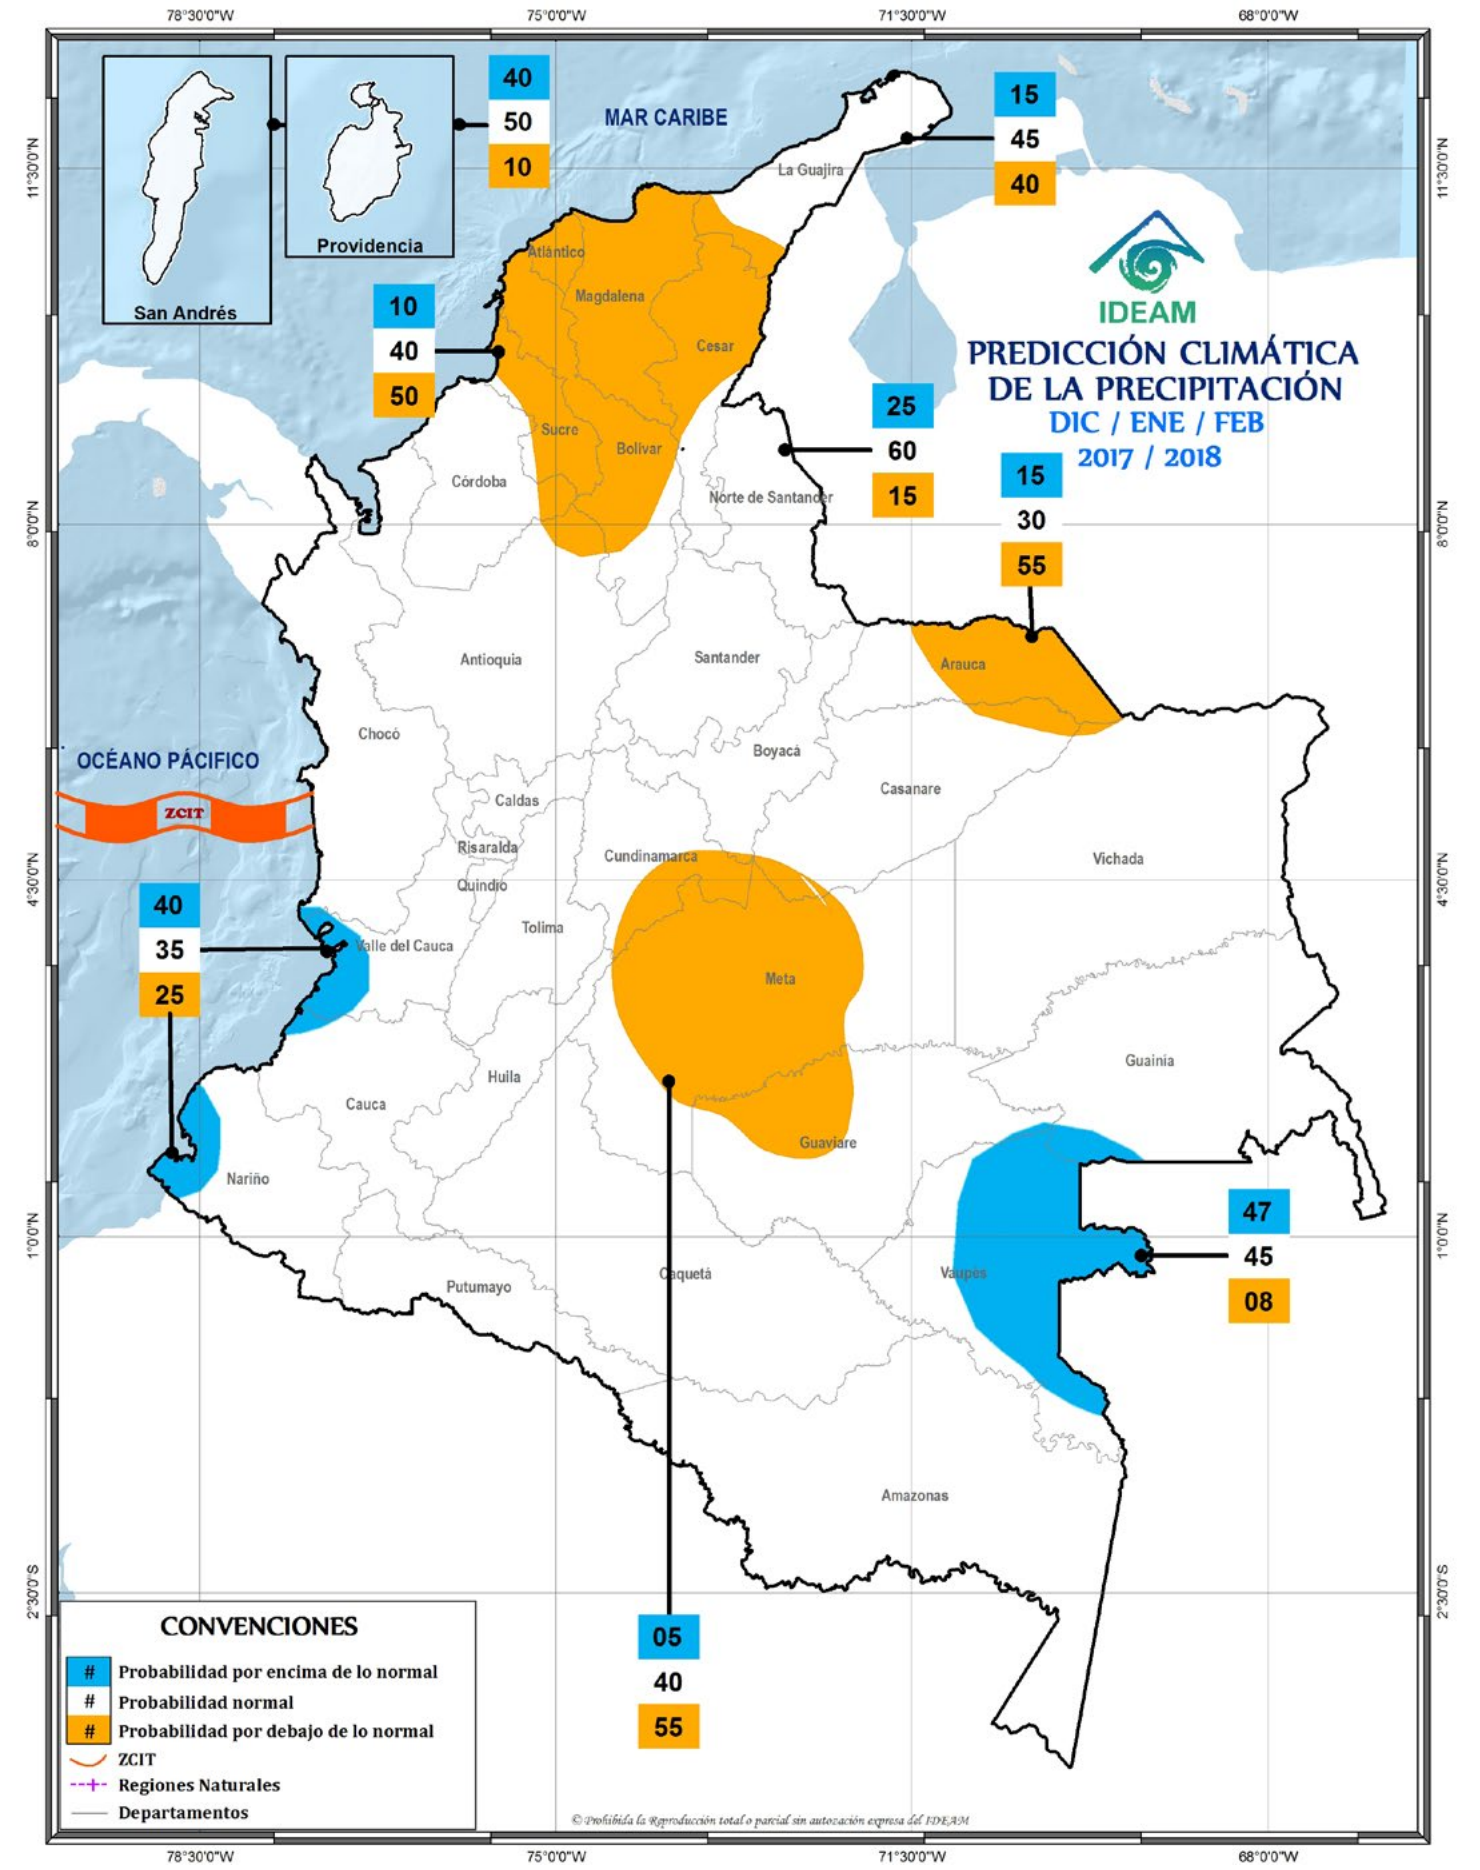 78°30'0"W
75°0'0"W
71°30'0"W
68°0'0"W
11°30'0"N
8°0'0"N
4°30'0"N
1°0'0"N
2°30'0"S
11°30'0"N
8°0'0"N
4°30'0"N
1°0'0"N
2°30'0"S
San Andrés
Providencia
40
50
10
MAR CARIBE
15
45
40
La Guajira
IDEAM
PREDICCIÓN CLIMÁTICA
DE LA PRECIPITACIÓN
DIC / ENE / FEB
2017 / 2018
10
40
50
Atlántico
Magdalena
Cesar
Sucre
Bolívar
Córdoba
Norte de Santander
25
60
15
15
30
55
Antioquia
Santander
Arauca
Chocó
Boyacá
Casanare
OCÉANO PÁCIFICO
ZCIT
Caldas
Risaralda
Quindío
Cundinamarca
Vichada
Tolima
Valle del Cauca
Meta
40
35
25
Guainía
Huila
Cauca
Guaviare
Nariño
47
45
08
Vaupés
Caquetá
Putumayo
Amazonas
05
40
55
CONVENCIONES
# Probabilidad por encima de lo normal
# Probabilidad normal
# Probabilidad por debajo de lo normal
ZCIT
Regiones Naturales
Departamentos
© Prohibida la Reproducción total o parcial sin autozación expresa del IDEAM
78°30'0"W
75°0'0"W
71°30'0"W
68°0'0"W